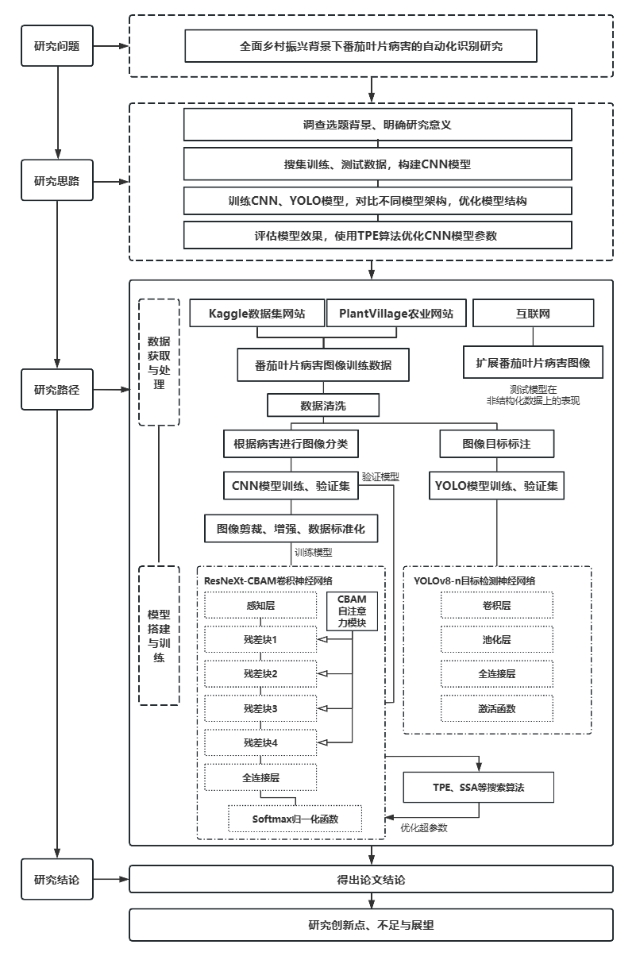 研究问题
全面乡村振兴背景下番茄叶片病害的自动化识别研究
研究思路
调查选题背景、明确研究意义
搜集训练、测试数据，构建CNN模型
训练CNN、YOLO模型，对比不同模型架构，优化模型结构
评估模型效果，使用TPE算法优化CNN模型参数
研究路径
数据
获取
与处
理
Kaggle数据集网站
PlantVillage农业网站
互联网
番茄叶片病害图像训练数据
扩展番茄叶片病害图像
测试模型在
非结构化数据上的表现
数据清洗
根据病害进行图像分类
图像目标标注
CNN模型训练、验证集
验证模型
YOLO模型训练、验证集
图像剪裁、增强、数据标准化
训练模型
模型
搭建
与训
练
ResNeXt-CBAM卷积神经网络
感知层
CBAM
自注意
力模块
残差块1
残差块2
残差块3
残差块4
全连接层
Softmax归一化函数
YOLOv8-n目标检测神经网络
卷积层
池化层
全连接层
激活函数
TPE、SSA等搜索算法
优化超参数
研究结论
得出论文结论
研究创新点、不足与展望